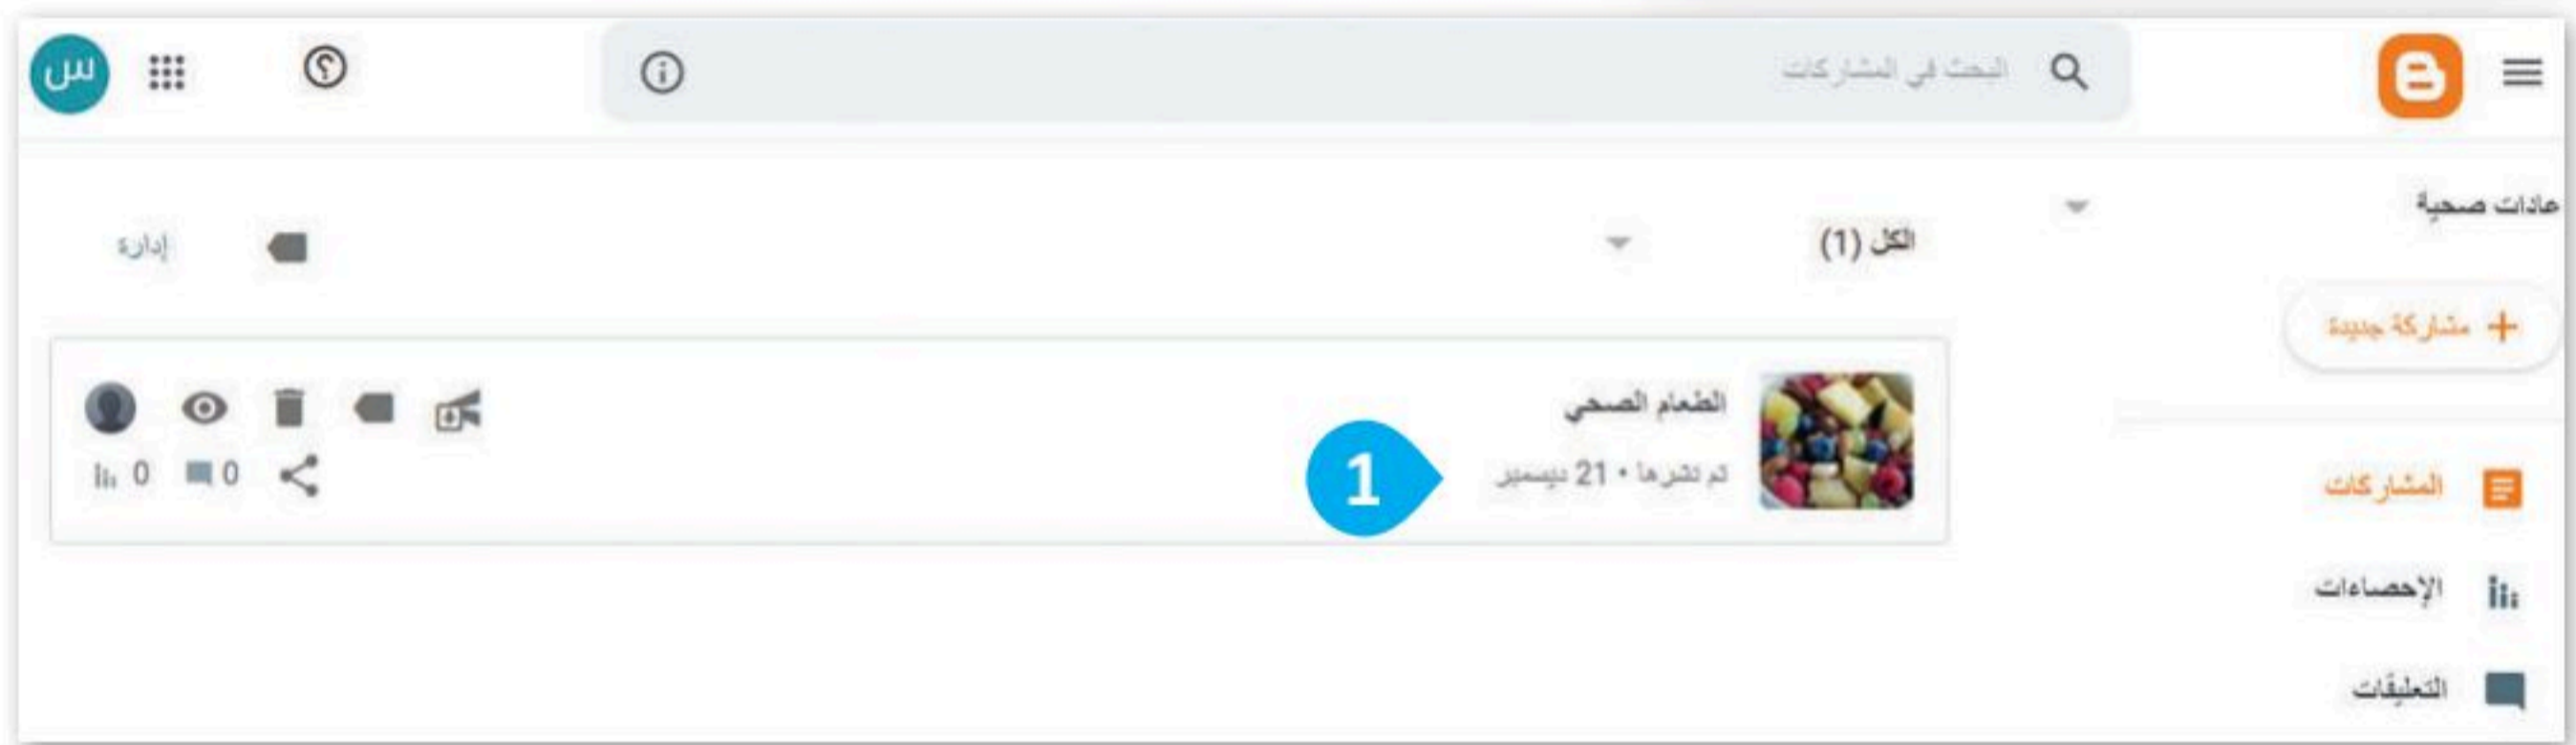 البحث في المشاركات
س
عادات صحية
الكل (1)
إدارة
مشاركة جديدة
الطعام الصحي
تم نشرها • 21 ديسمبر
1
0
0
المشاركات
الإحصاءات
التعليقات